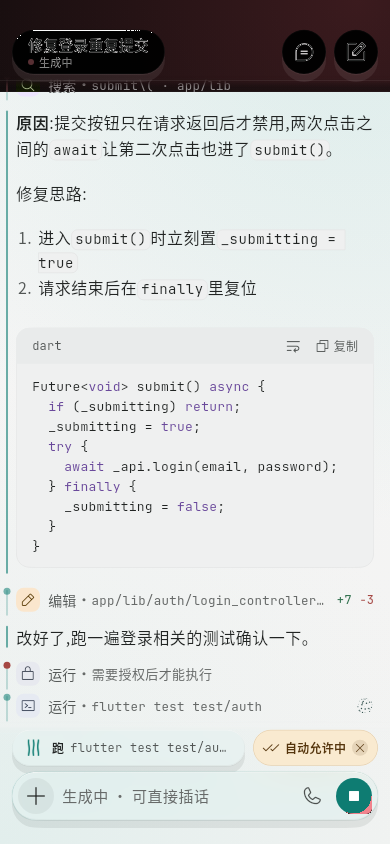 修复登录重复提交
生成中
搜索・submit\( · app/lib
原因:提交按钮只在请求返回后才禁用,两次点击之
间的 await 让第二次点击也进了 submit()。
修复思路:
1. 进入 submit() 时立刻置 _submitting =
true
2. 请求结束后在 finally 里复位
dart
复制
Future<void> submit() async {
  if (_submitting) return;
  _submitting = true;
  try {
    await _api.login(email, password);
  } finally {
    _submitting = false;
  }
}
编辑・app/lib/auth/login_controller… +7 -3
改好了,跑一遍登录相关的测试确认一下。
运行・需要授权后才能执行
运行・flutter test test/auth
跑 flutter test test/au…
自动允许中
生成中 · 可直接插话